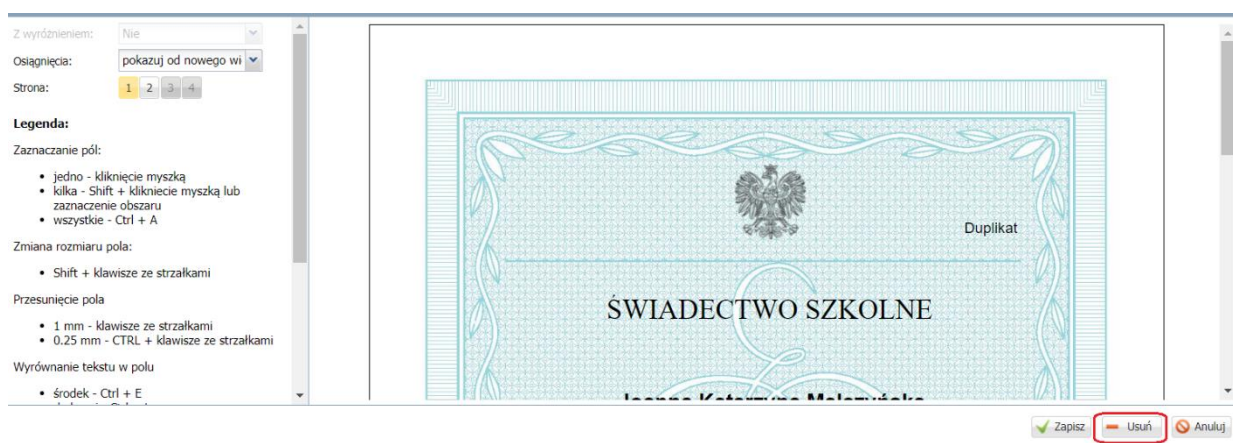 Z wyróżnieniem: Nie
Osiągnięcia: pokazuj od nowego wi
Strona: 1 2 3 4
Legenda:
Zaznaczanie pól:
• jedno - kliknięcie myszką
• kilka - Shift + klikniecie myszką lub
zaznaczenie obszaru
• wszystkie - Ctrl + A
Zmiana rozmiaru pola:
• Shift + klawisze ze strzałkami
Przesunięcie pola
• 1 mm - klawisze ze strzałkami
• 0.25 mm - CTRL + klawisze ze strzałkami
Wyrównanie tekstu w polu
• środek - Ctrl + E
Duplikat
ŚWIADECTWO SZKOLNE
Zapisz
Usuń
Anuluj